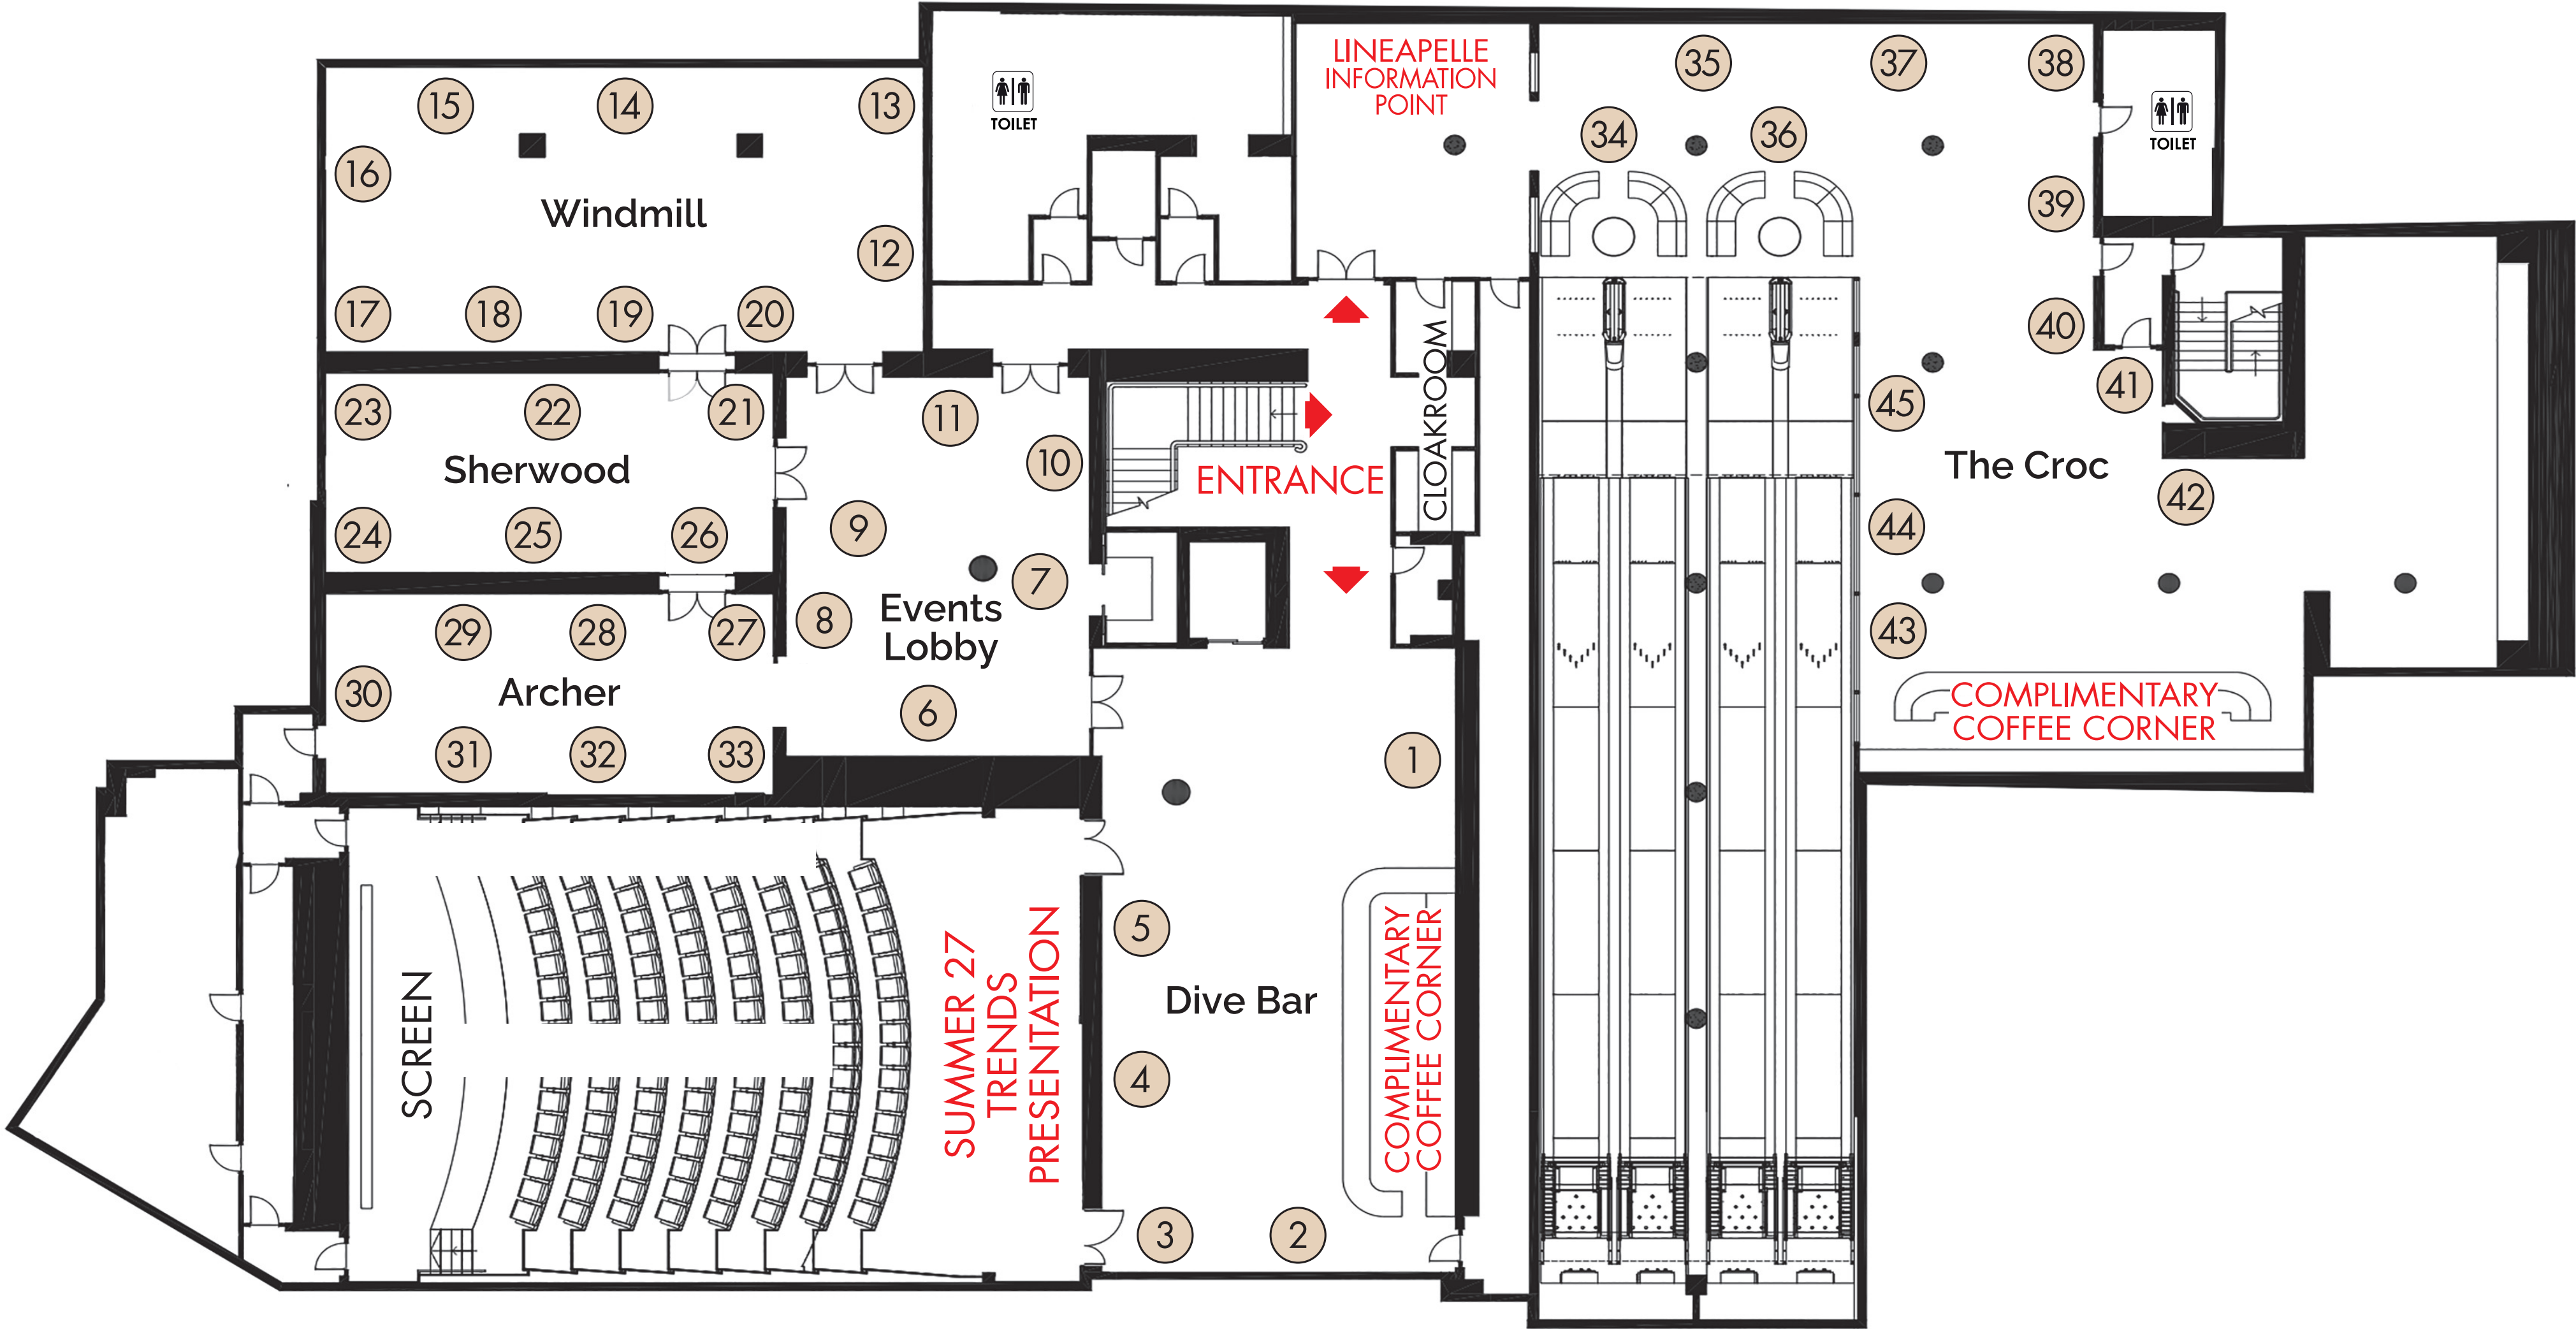 LINEAPELLE
INFORMATION
POINT
TOILET
TOILET
15
14
13
16
Windmill
12
17
18
19
20
35
37
38
34
36
39
40
41
45
The Croc
42
44
43
COMPLIMENTARY
COFFEE CORNER
23
22
21
Sherwood
24
25
26
11
10
9
7
8
Events
Lobby
6
ENTRANCE
CLOAKROOM
29
28
27
30
Archer
31
32
33
1
5
Dive Bar
4
3
2
COMPLIMENTARY
COFFEE CORNER
SCREEN
SUMMER 27
TRENDS
PRESENTATION